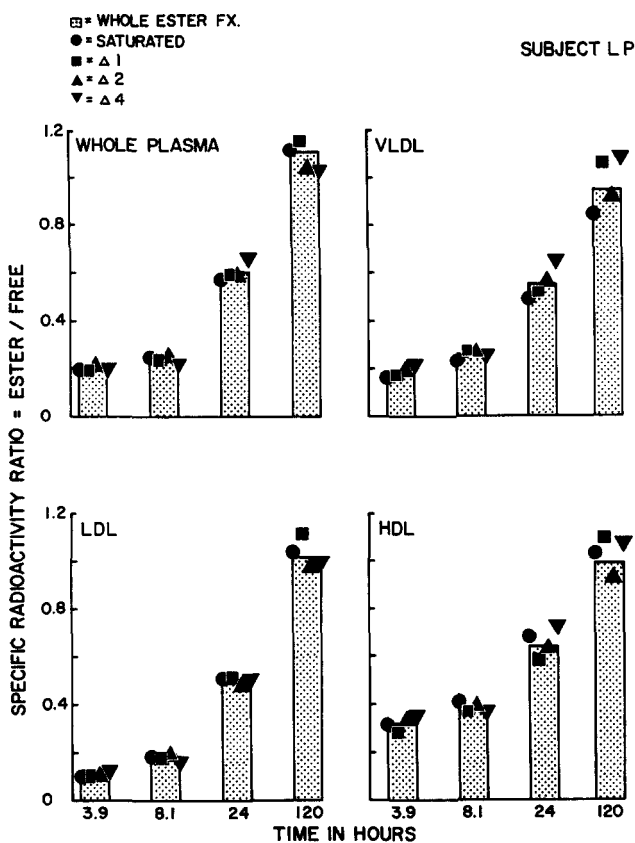 ⊡ = WHOLE ESTER FX.
● = SATURATED
■ = Δ 1
▲ = Δ 2
▼ = Δ 4
SUBJECT L P
WHOLE PLASMA
VLDL
1.2
0.8
0.4
0
LDL
HDL
1.2
0.8
0.4
0
3.9 8.1 24 120
3.9 8.1 24 120
TIME IN HOURS
SPECIFIC RADIOACTIVITY RATIO = ESTER / FREE